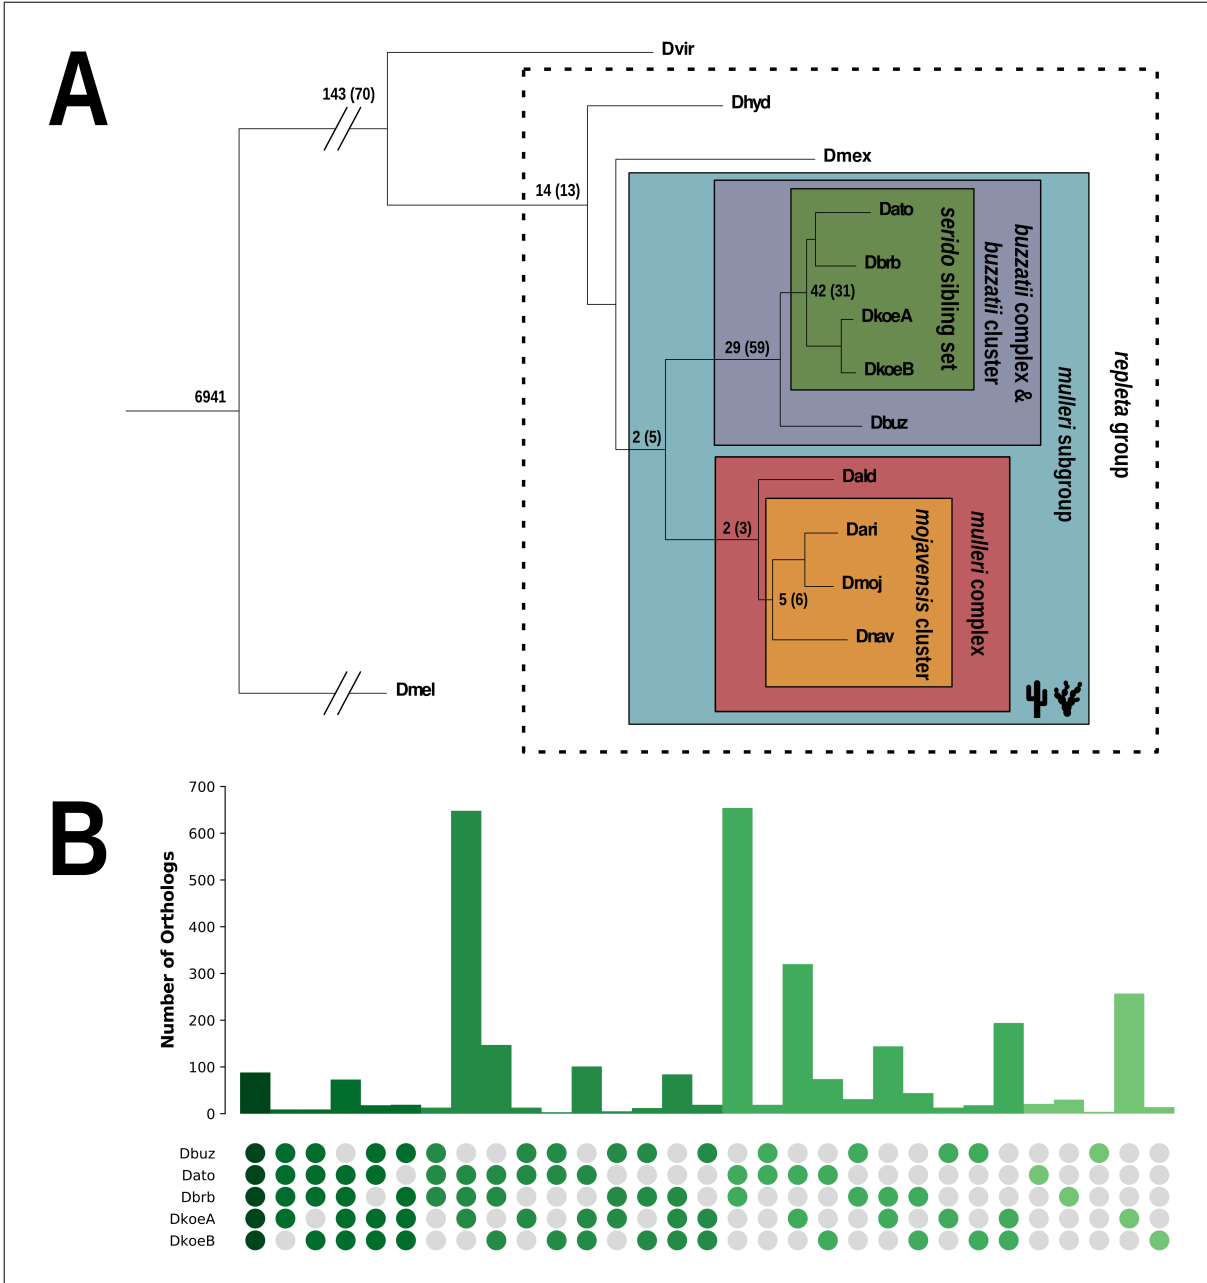 A
Dvir
143 (70)
Dhyd
Dmex
14 (13)
Dato
Dbrb
42 (31)
DkoeA
DkoeB
serido sibling set
29 (59)
buzzatii complex &
buzzatii cluster
Dbuz
6941
2 (5)
mulleri subgroup
repleta group
Dald
2 (3)
Dari
Dmoj
5 (6)
Dnav
mojavensis cluster
mulleri complex
Dmel
B
Number of Orthologs
700
600
500
400
300
200
100
0
Dbuz
Dato
Dbrb
DkoeA
DkoeB